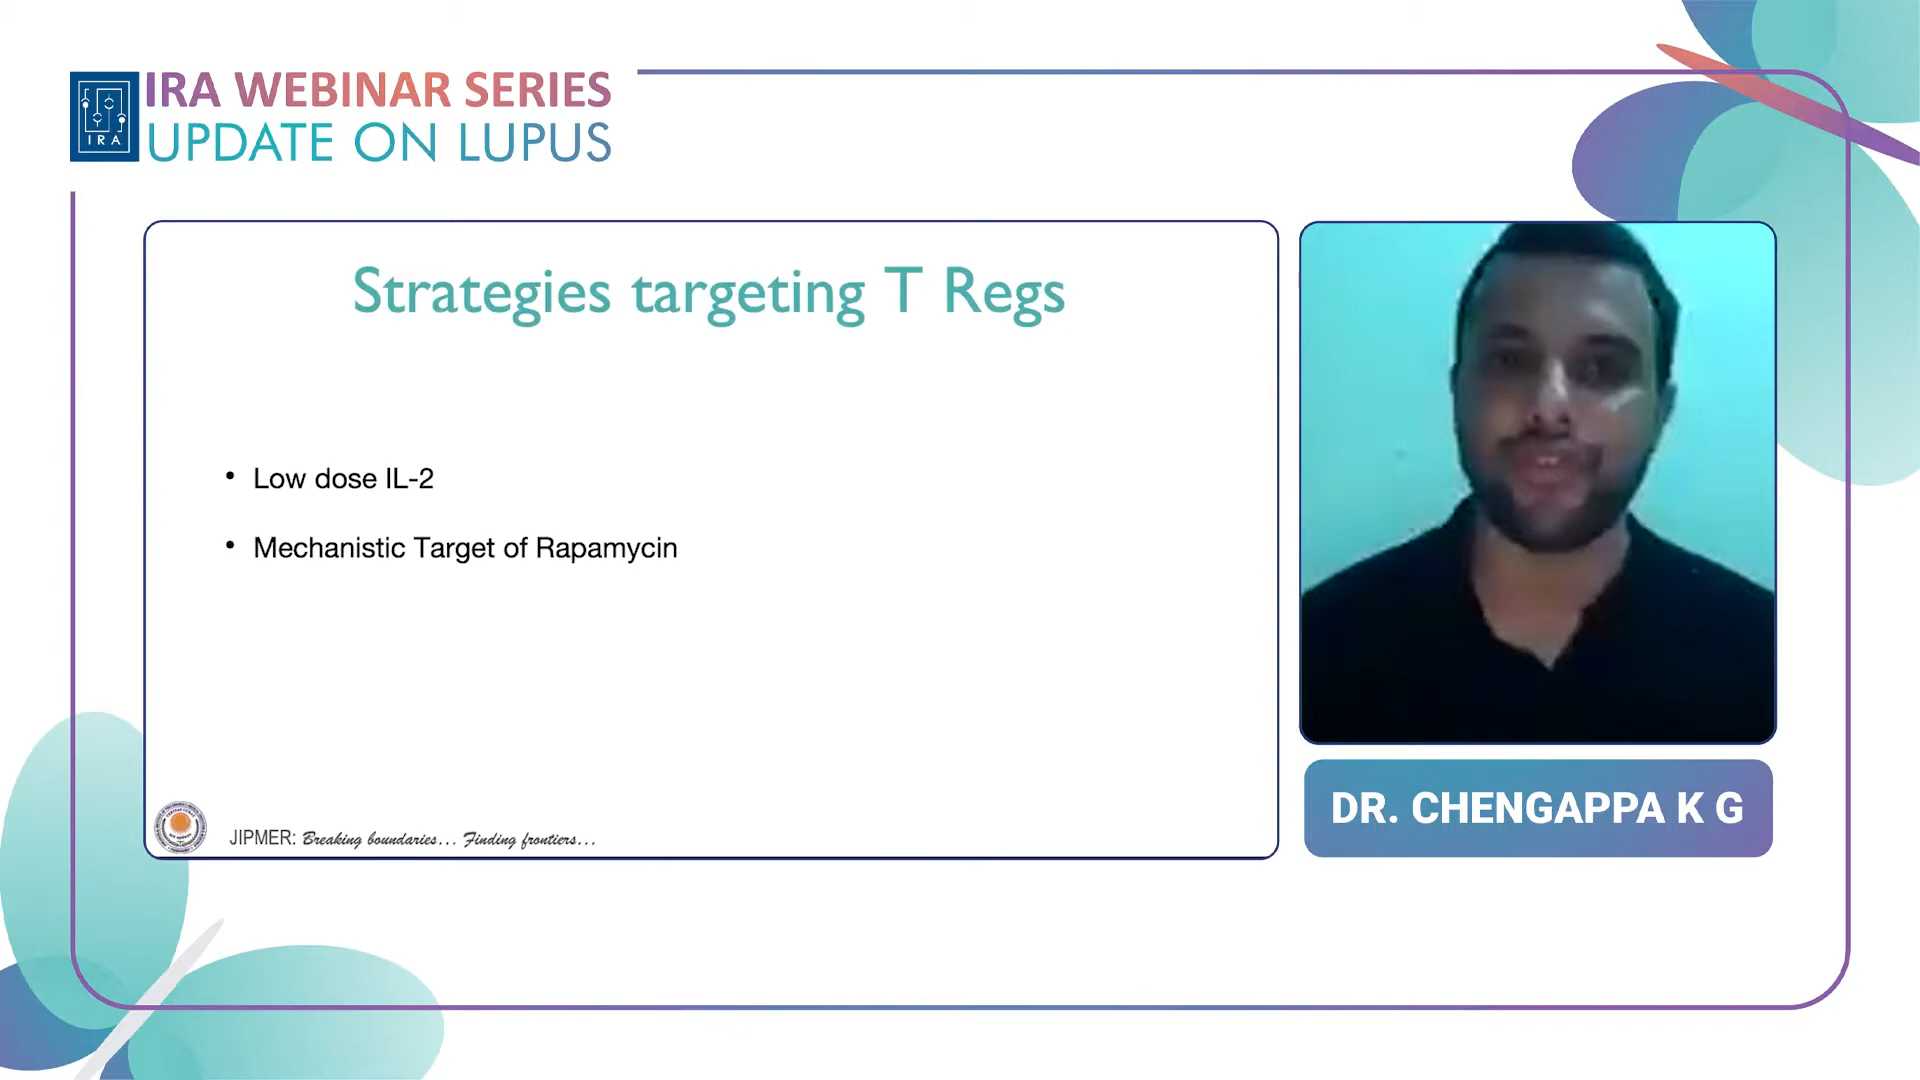 IRA WEBINAR SERIES
UPDATE ON LUPUS
IRA
Strategies targeting T Regs
• Low dose IL-2
• Mechanistic Target of Rapamycin
JIPMER: Breaking boundaries... Finding frontiers...
DR. CHENGAPPA K G